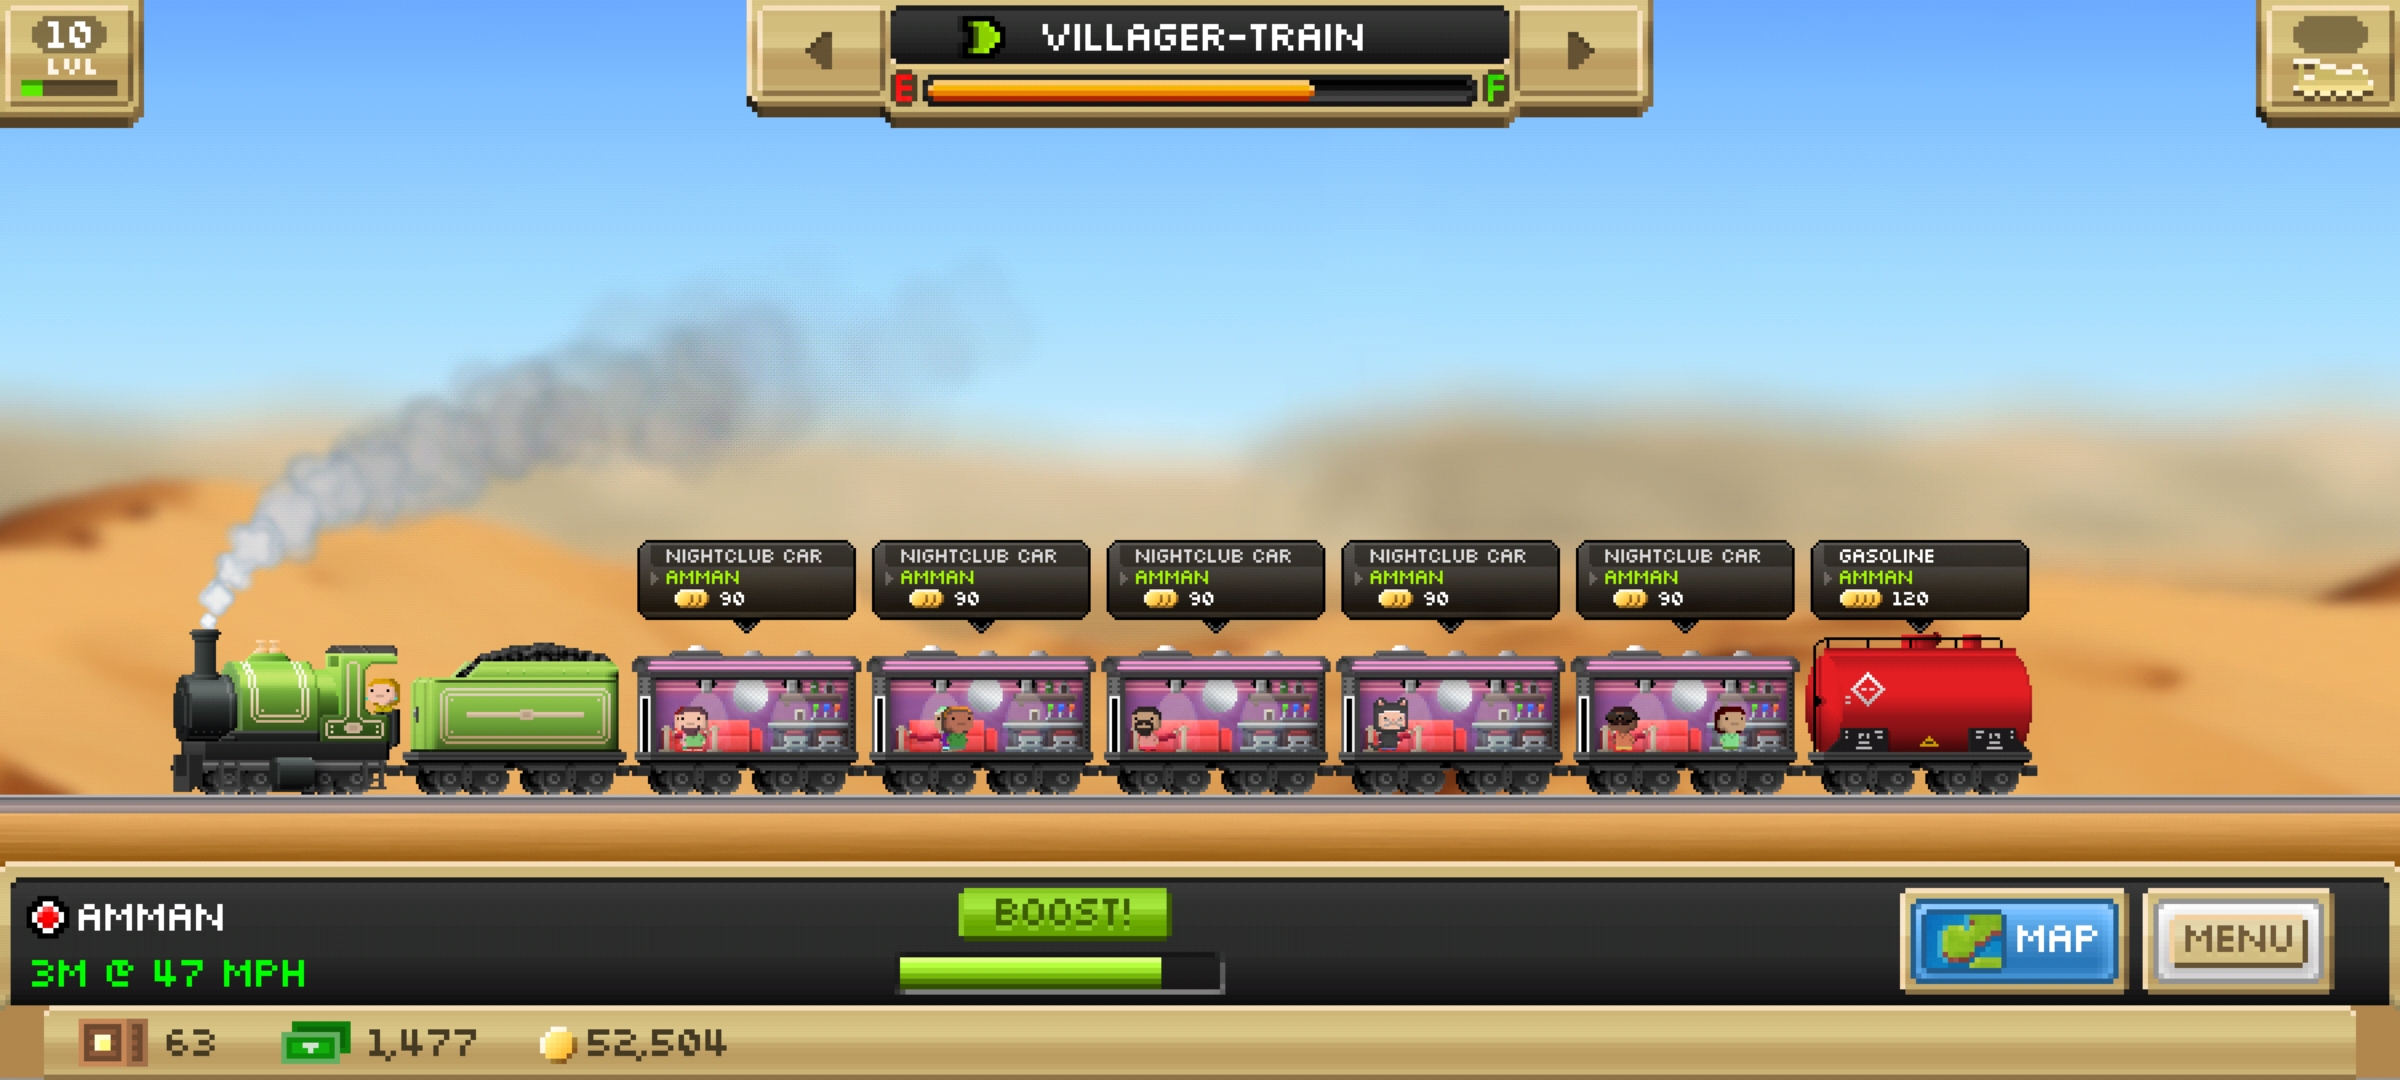 10
LVL
VILLAGER-TRAIN
E F
NIGHTCLUB CAR
AMMAN
90
NIGHTCLUB CAR
AMMAN
90
NIGHTCLUB CAR
AMMAN
90
NIGHTCLUB CAR
AMMAN
90
NIGHTCLUB CAR
AMMAN
90
GASOLINE
AMMAN
120
AMMAN
3M @ 47 MPH
BOOST!
MAP
MENU
63
1,477
52,504